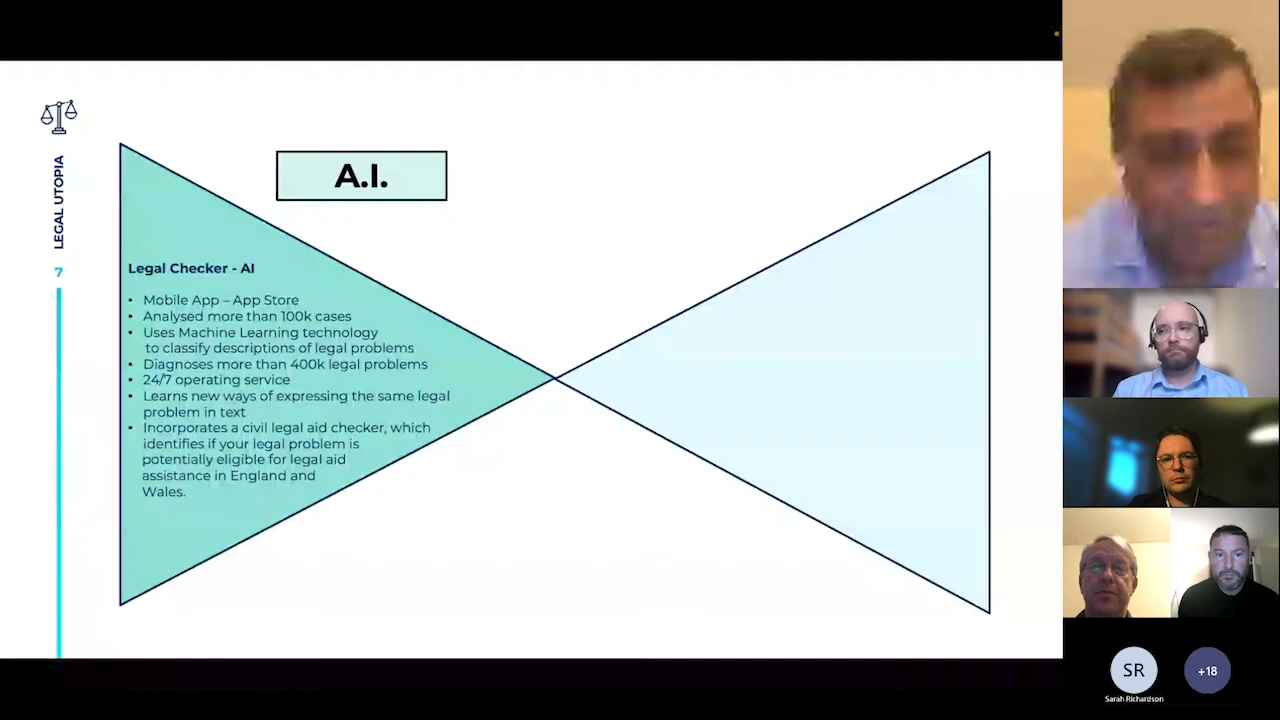 LEGAL UTOPIA
7
A.I.
Legal Checker - AI
• Mobile App – App Store
• Analysed more than 100k cases
• Uses Machine Learning technology
to classify descriptions of legal problems
• Diagnoses more than 400k legal problems
• 24/7 operating service
• Learns new ways of expressing the same legal
problem in text
• Incorporates a civil legal aid checker, which
identifies if your legal problem is
potentially eligible for legal aid
assistance in England and
Wales.
SR
+18
Sarah Richardson